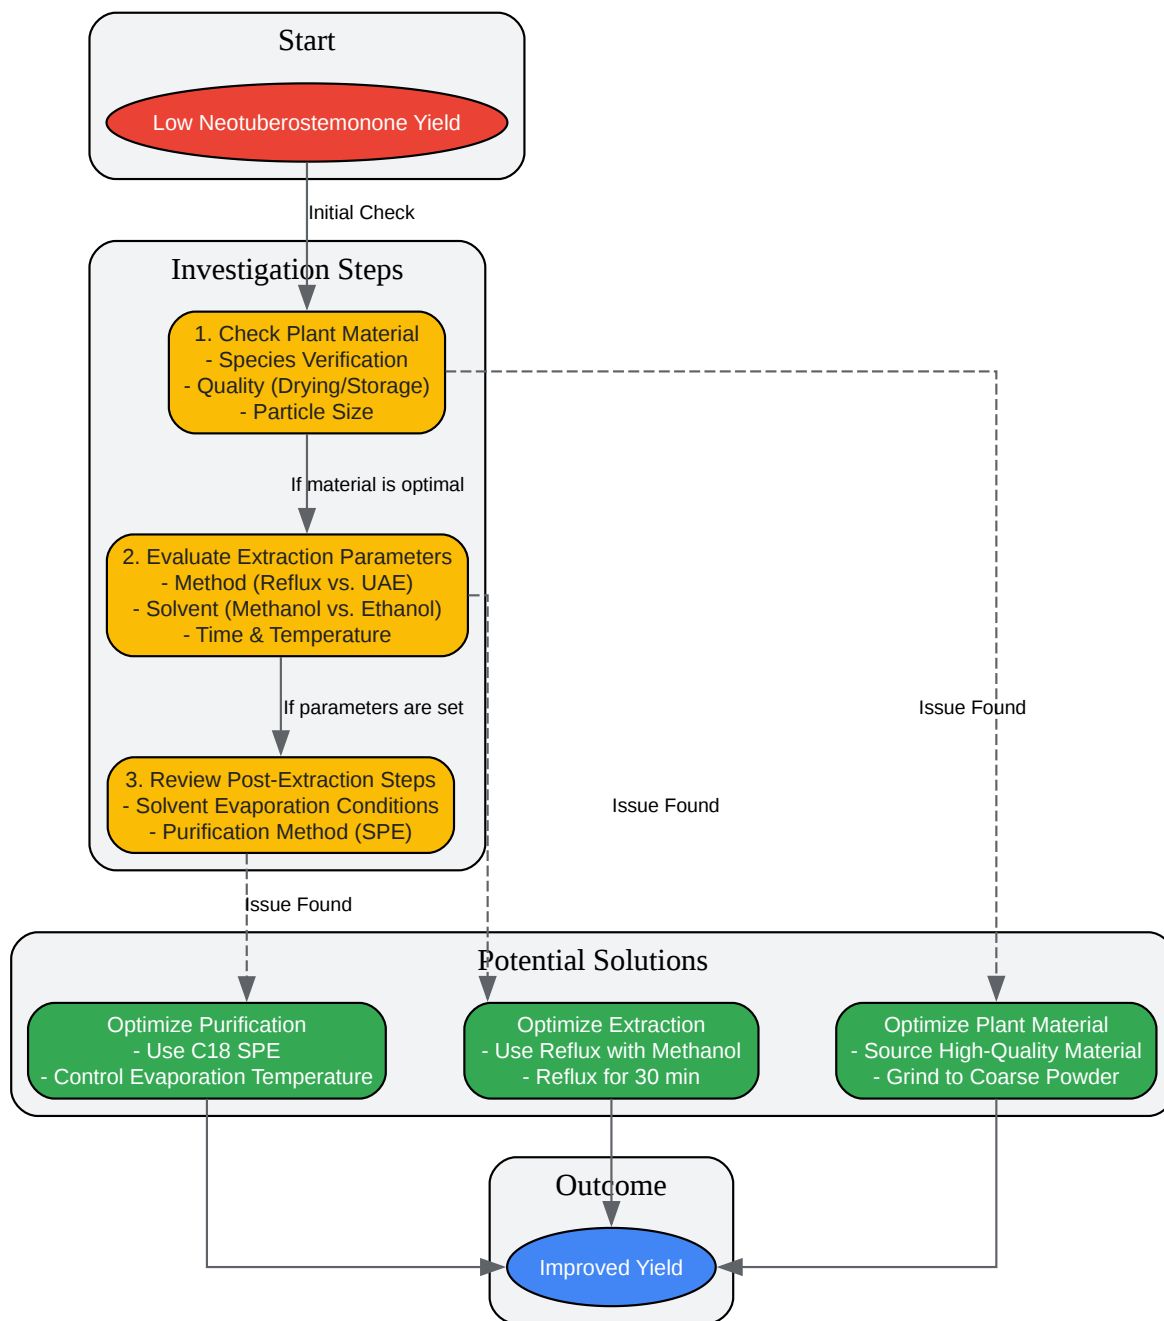 Start
Low Neotuberostemonone Yield
Initial Check
Investigation Steps
1. Check Plant Material
- Species Verification
- Quality (Drying/Storage)
- Particle Size
If material is optimal
2. Evaluate Extraction Parameters
- Method (Reflux vs. UAE)
- Solvent (Methanol vs. Ethanol)
- Time & Temperature
If parameters are set
Issue Found
3. Review Post-Extraction Steps
- Solvent Evaporation Conditions
- Purification Method (SPE)
Issue Found
Issue Found
Potential Solutions
Optimize Purification
- Use C18 SPE
- Control Evaporation Temperature
Optimize Extraction
- Use Reflux with Methanol
- Reflux for 30 min
Optimize Plant Material
- Source High-Quality Material
- Grind to Coarse Powder
Outcome
Improved Yield